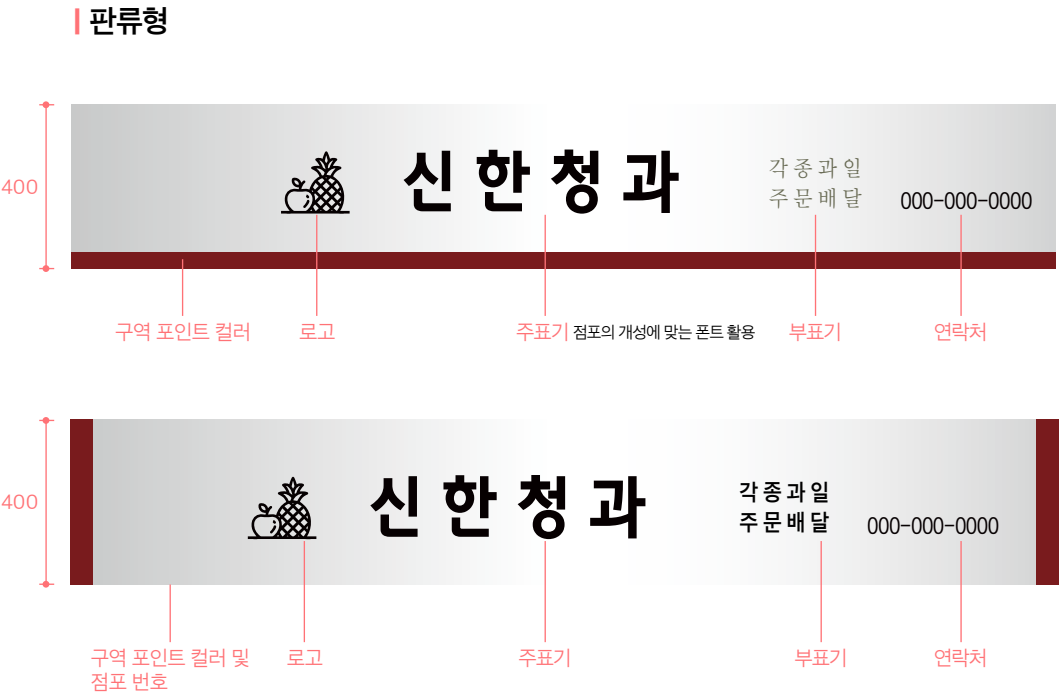 판류형
400
신한청과
각종과일
주문배달
000-000-0000
구역 포인트 컬러
로고
주표기 점포의 개성에 맞는 폰트 활용
부표기
연락처
400
신한청과
각종과일
주문배달
000-000-0000
구역 포인트 컬러 및
점포 번호
로고
주표기
부표기
연락처